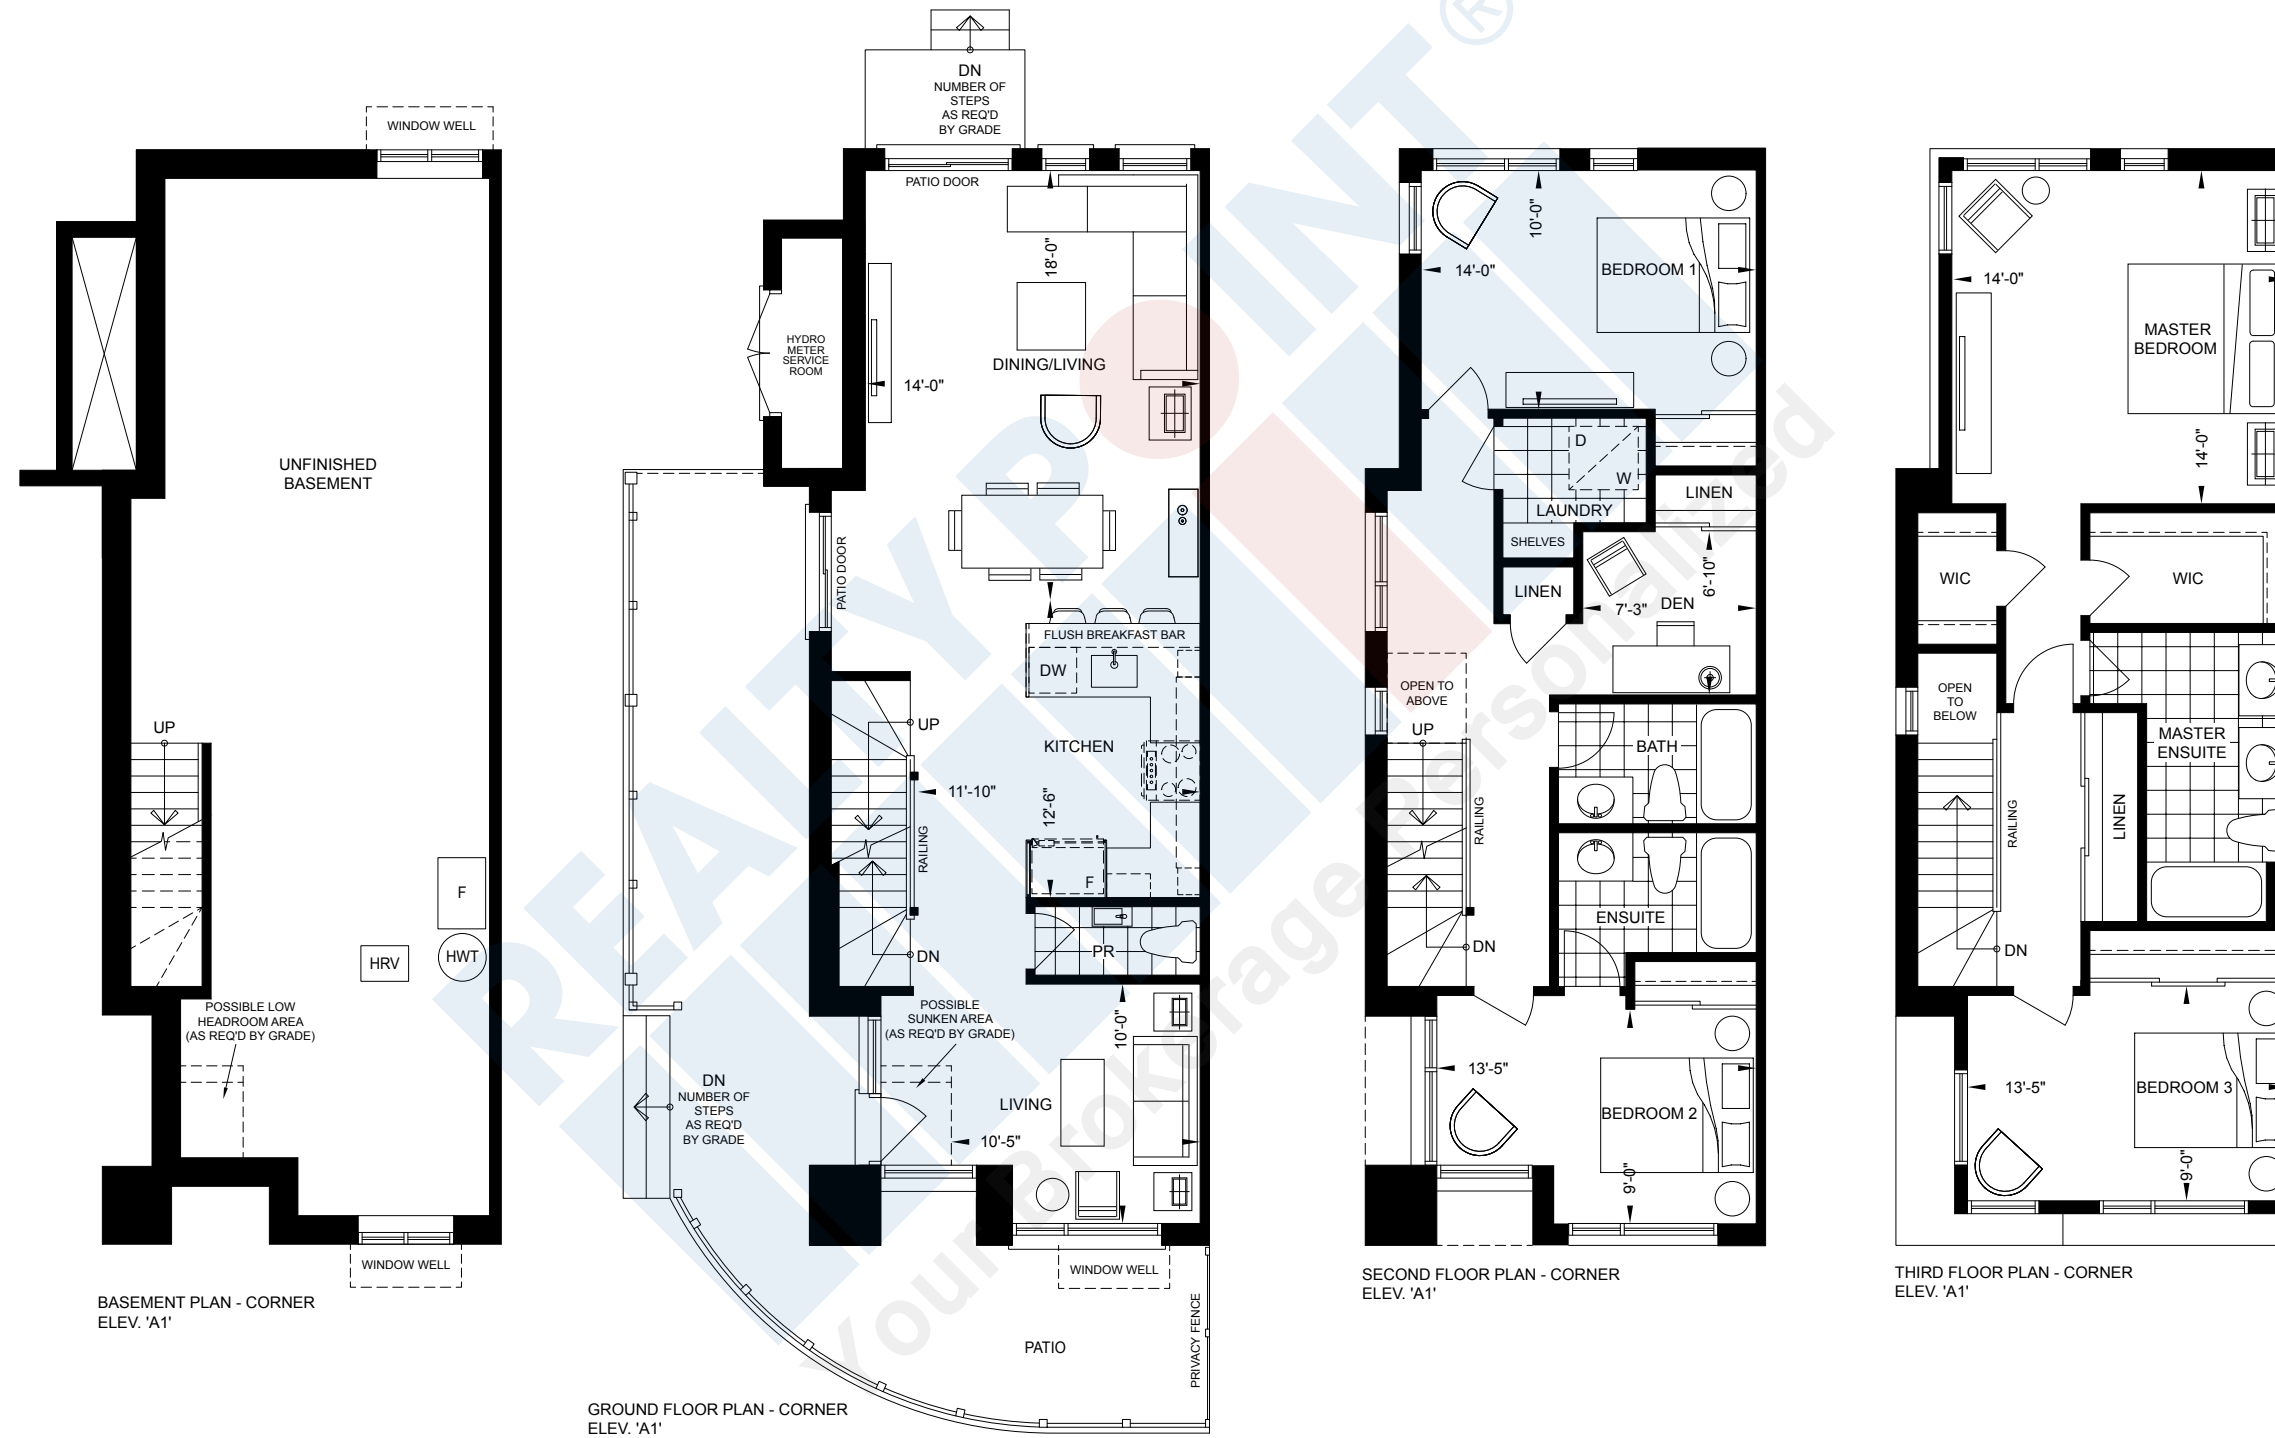 WINDOW WELL
UNFINISHED
BASEMENT
UP
F
HRV
HWT
POSSIBLE LOW
HEADROOM AREA
(AS REQ'D BY GRADE)
WINDOW WELL
BASEMENT PLAN - CORNER
ELEV. 'A1'
DN
NUMBER OF
STEPS
AS REQ'D
BY GRADE
PATIO DOOR
18'-0"
HYDRO
METER
SERVICE
ROOM
DINING/LIVING
14'-0"
PATIO DOOR
FLUSH BREAKFAST BAR
DW
UP
KITCHEN
11'-10"
12'-6"
RAILING
F
PR
DN
POSSIBLE
SUNKEN AREA
(AS REQ'D BY GRADE)
10'-0"
DN
NUMBER OF
STEPS
AS REQ'D
BY GRADE
LIVING
10'-5"
WINDOW WELL
PATIO
PRIVACY FENCE
GROUND FLOOR PLAN - CORNER
ELEV. 'A1'
10'-0"
14'-0"
BEDROOM 1
D
W
LAUNDRY
LINEN
SHELVES
LINEN
6'-10"
7'-3"
DEN
OPEN TO
ABOVE
UP
BATH
RAILING
ENSUITE
DN
13'-5"
BEDROOM 2
9'-0"
SECOND FLOOR PLAN - CORNER
ELEV. 'A1'
14'-0"
MASTER
BEDROOM
14'-0"
WIC
WIC
OPEN
TO
BELOW
MASTER
ENSUITE
RAILING
LINEN
DN
13'-5"
BEDROOM 3
9'-0"
THIRD FLOOR PLAN - CORNER
ELEV. 'A1'
REALTY POINT®
Your Brokerage Personalized